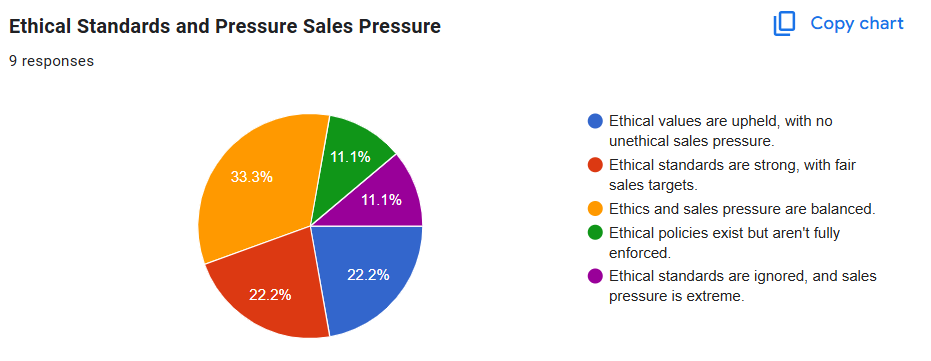 Ethical Standards and Pressure Sales Pressure
Copy chart
9 responses
11.1%
33.3%
11.1%
22.2%
22.2%
Ethical values are upheld, with no
unethical sales pressure.
Ethical standards are strong, with fair
sales targets.
Ethics and sales pressure are balanced.
Ethical policies exist but aren't fully
enforced.
Ethical standards are ignored, and sales
pressure is extreme.